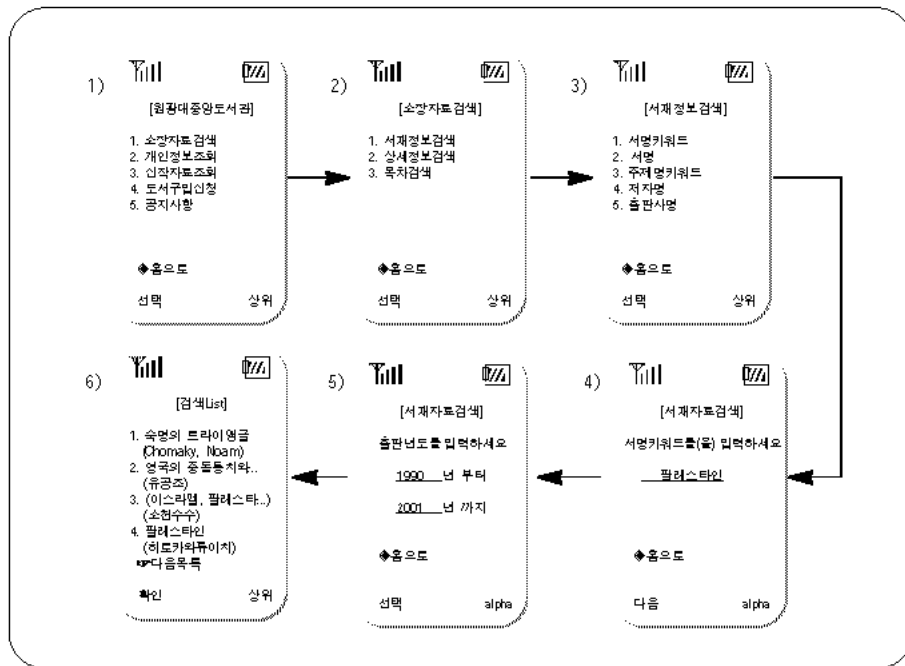 1)
[원광대중앙도서관]
1. 소장자료검색
2. 개인정보조회
3. 신작자료조회
4. 도서구입신청
5. 공지사항
◈홈으로
선택 상위
2)
[소장자료검색]
1. 서재정보검색
2. 상세정보검색
3. 목차검색
◈홈으로
선택 상위
3)
[서재정보검색]
1. 서명키워드
2. 서명
3. 주제명키워드
4. 저자명
5. 출판사명
◈홈으로
선택 상위
4)
[서재자료검색]
서명키워드를(을) 입력하세요
팔레스타인
◈홈으로
다음 alpha
5)
[서재자료검색]
출판년도를 입력하세요
1990 년 부터
2001 년 까지
◈홈으로
선택 alpha
6)
[검색List]
1. 숙명의 트라이앵글
(Chomaky, Noam)
2. 영국의 중동통치와..
(유공조)
3. (이스라엘, 팔레스타...)
(소천수수)
4. 팔레스타인
(히로카와류이치)
☞다음목록
확인 상위